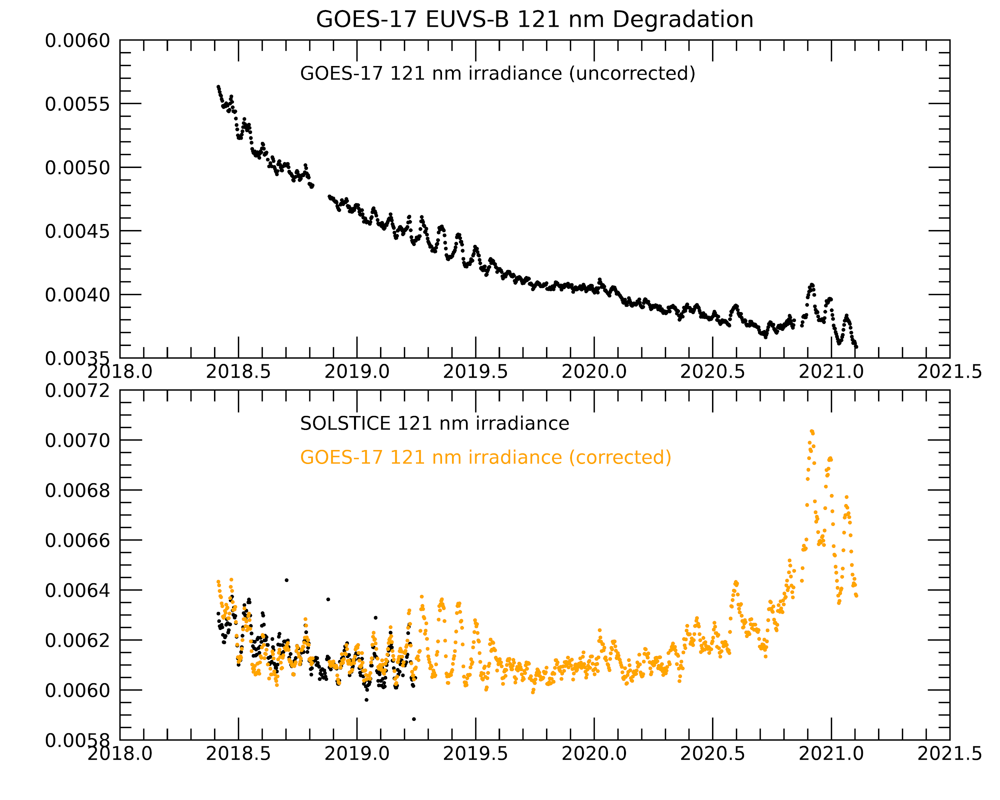 GOES-17 EUVS-B 121 nm Degradation
0.0060
GOES-17 121 nm irradiance (uncorrected)
0.0055
0.0050
0.0045
0.0040
0.0035
2018.0 2018.5 2019.0 2019.5 2020.0 2020.5 2021.0 2021.5
0.0072
SOLSTICE 121 nm irradiance
0.0070
GOES-17 121 nm irradiance (corrected)
0.0068
0.0066
0.0064
0.0062
0.0060
0.0058
2018.0 2018.5 2019.0 2019.5 2020.0 2020.5 2021.0 2021.5